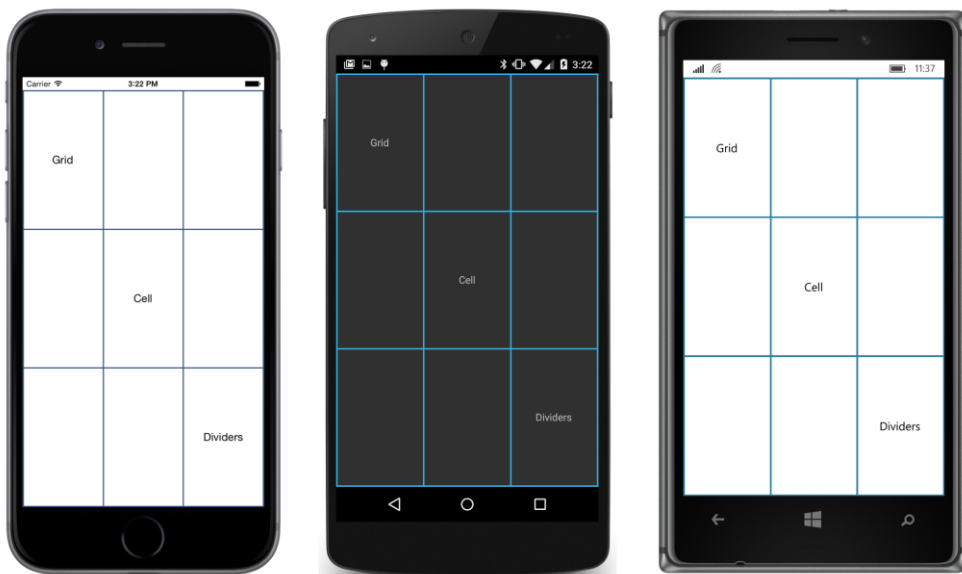 Carrier
3:22 PM
Grid
Cell
Dividers
3:22
Grid
Cell
Dividers
11:37
Grid
Cell
Dividers